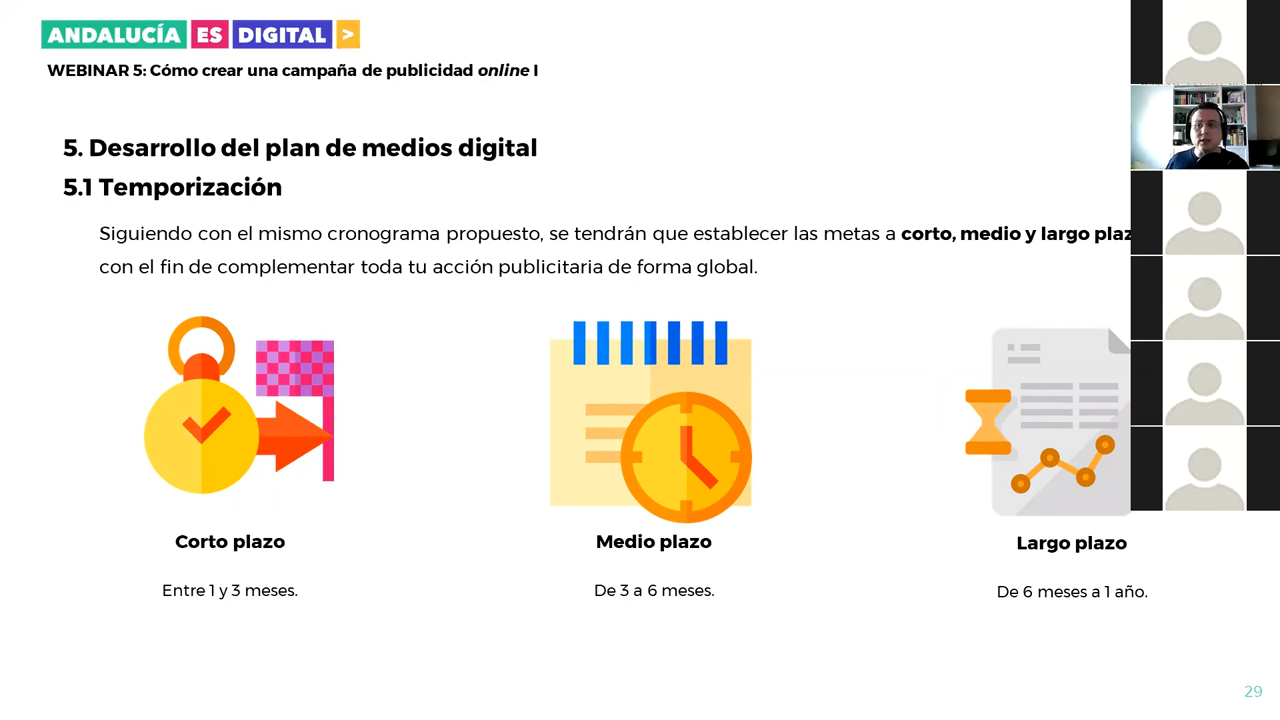 ANDALUCÍA ES DIGITAL >
WEBINAR 5: Cómo crear una campaña de publicidad online I
5. Desarrollo del plan de medios digital
5.1 Temporización
Siguiendo con el mismo cronograma propuesto, se tendrán que establecer las metas a corto, medio y largo plaz
con el fin de complementar toda tu acción publicitaria de forma global.
Corto plazo
Medio plazo
Largo plazo
Entre 1 y 3 meses.
De 3 a 6 meses.
De 6 meses a 1 año.
29